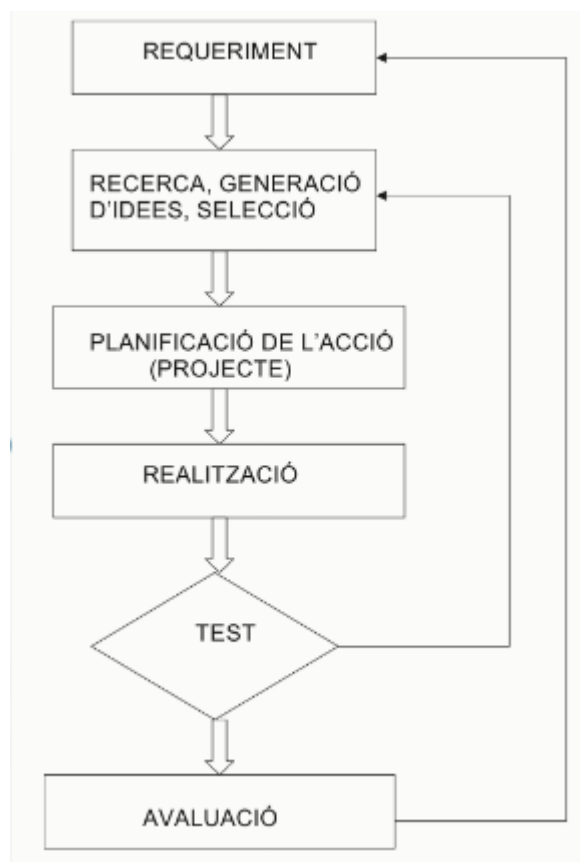 REQUERIMENT
RECERCA, GENERACIÓ
D'IDEES, SELECCIÓ
PLANIFICACIÓ DE L'ACCIÓ
(PROJECTE)
REALITZACIÓ
TEST
AVALUACIÓ